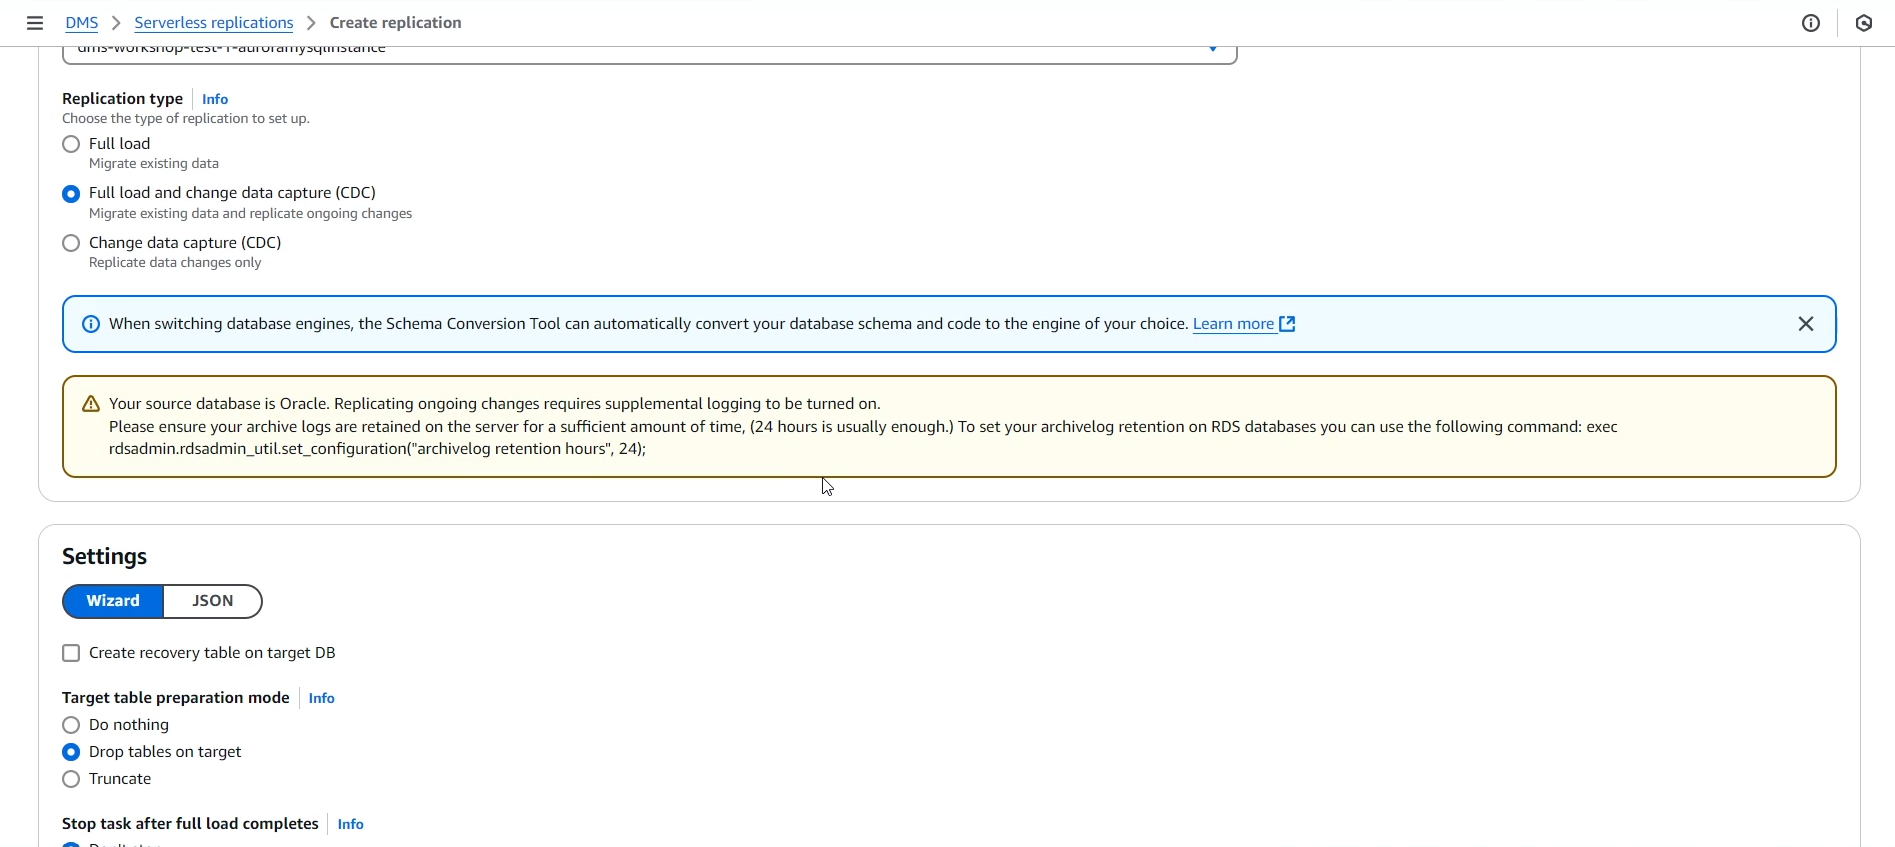 DMS > Serverless replications > Create replication
dms-workshop-test-1-auroramysqlinstance
Replication type Info
Choose the type of replication to set up.
Full load
Migrate existing data
Full load and change data capture (CDC)
Migrate existing data and replicate ongoing changes
Change data capture (CDC)
Replicate data changes only
When switching database engines, the Schema Conversion Tool can automatically convert your database schema and code to the engine of your choice. Learn more
Your source database is Oracle. Replicating ongoing changes requires supplemental logging to be turned on.
Please ensure your archive logs are retained on the server for a sufficient amount of time, (24 hours is usually enough.) To set your archivelog retention on RDS databases you can use the following command: exec
rdsadmin.rdsadmin_util.set_configuration("archivelog retention hours", 24);
Settings
Wizard JSON
Create recovery table on target DB
Target table preparation mode Info
Do nothing
Drop tables on target
Truncate
Stop task after full load completes Info